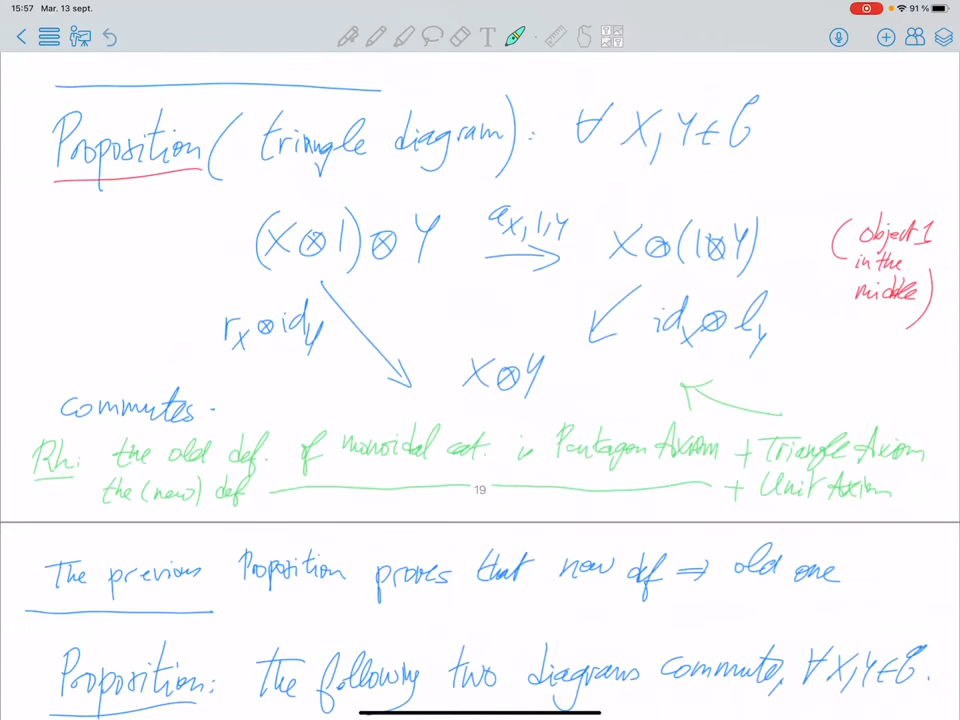 15:57 Mar. 13 sept. 91 %
Proposition (triangle diagram): ∀ X, Y ∈ C
(X ⊗ 1) ⊗ Y a_{X,1,Y} → X ⊗ (1 ⊗ Y)
(object 1
in the
middle)
r_X ⊗ id_Y id_X ⊗ l_Y
X ⊗ Y
commutes.
Rk: the old def. of monoidal cat. is Pentagon Axiom + Triangle Axiom
the (new) def ——— + Unit Axiom
19
The previous Proposition proves that new def ⇒ old one
Proposition: the following two diagrams commute, ∀ X, Y ∈ C.